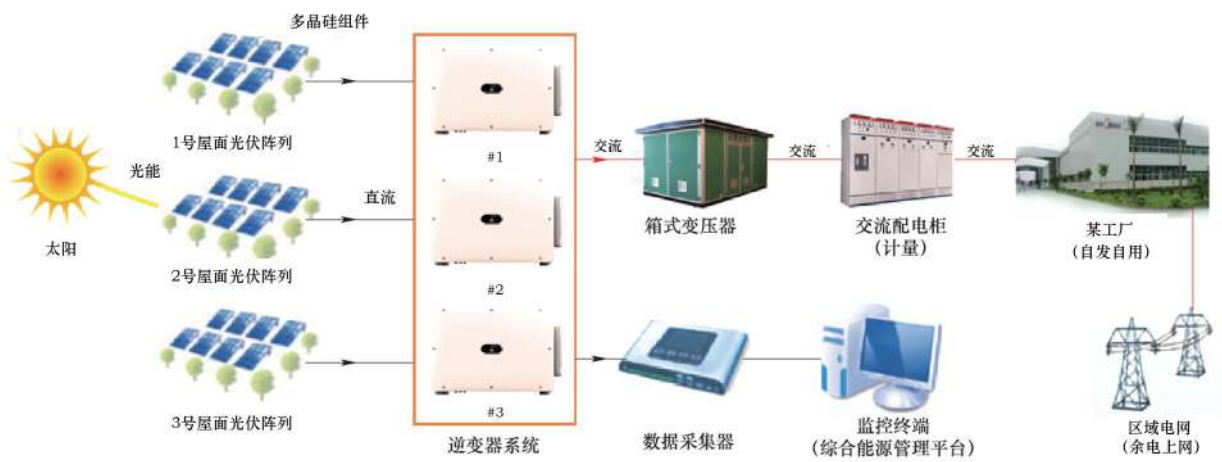 多晶硅组件
1号屋面光伏阵列
太阳
光能
2号屋面光伏阵列
3号屋面光伏阵列
直流
#1
#2
#3
逆变器系统
交流
箱式变压器
交流
交流配电柜
(计量)
交流
某工厂
(自发自用)
数据采集器
监控终端
(综合能源管理平台)
区域电网
(余电上网)